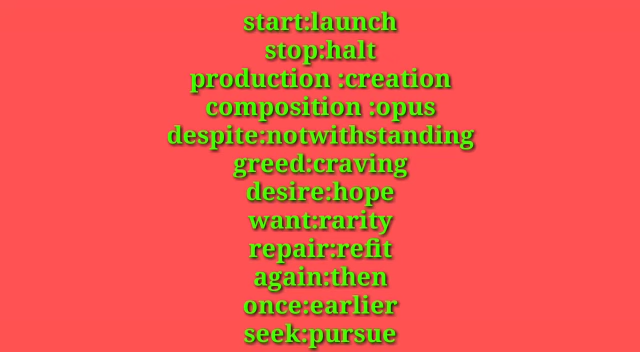 start:launch
stop:halt
production :creation
composition :opus
despite:notwithstanding
greed:craving
desire:hope
want:rarity
repair:refit
again:then
once:earlier
seek:pursue